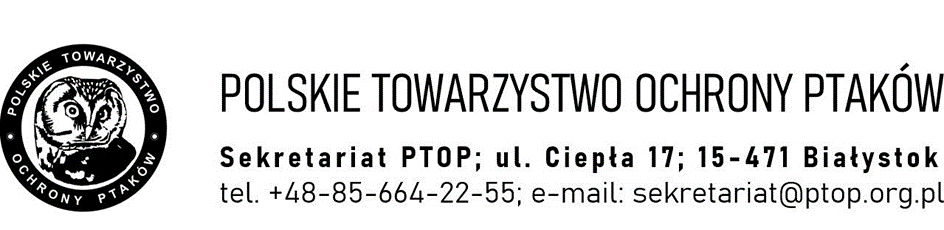 POLSKIE TOWARZYSTWO
OCHRONY PTAKÓW
POLSKIE TOWARZYSTWO OCHRONY PTAKÓW
Sekretariat PTOP; ul. Ciepła 17; 15-471 Białystok
tel. +48-85-664-22-55; e-mail: sekretariat@ptop.org.pl